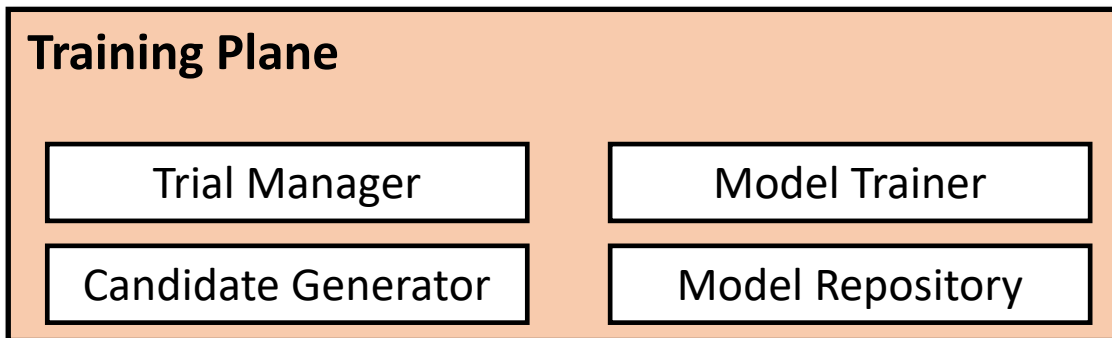 Training Plane
Trial Manager
Model Trainer
Candidate Generator
Model Repository